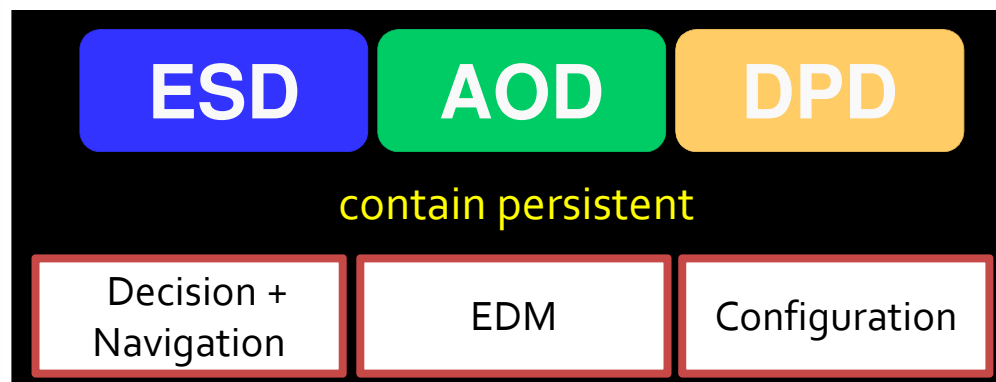 ESD AOD DPD
contain persistent
Decision +
Navigation
EDM
Configuration